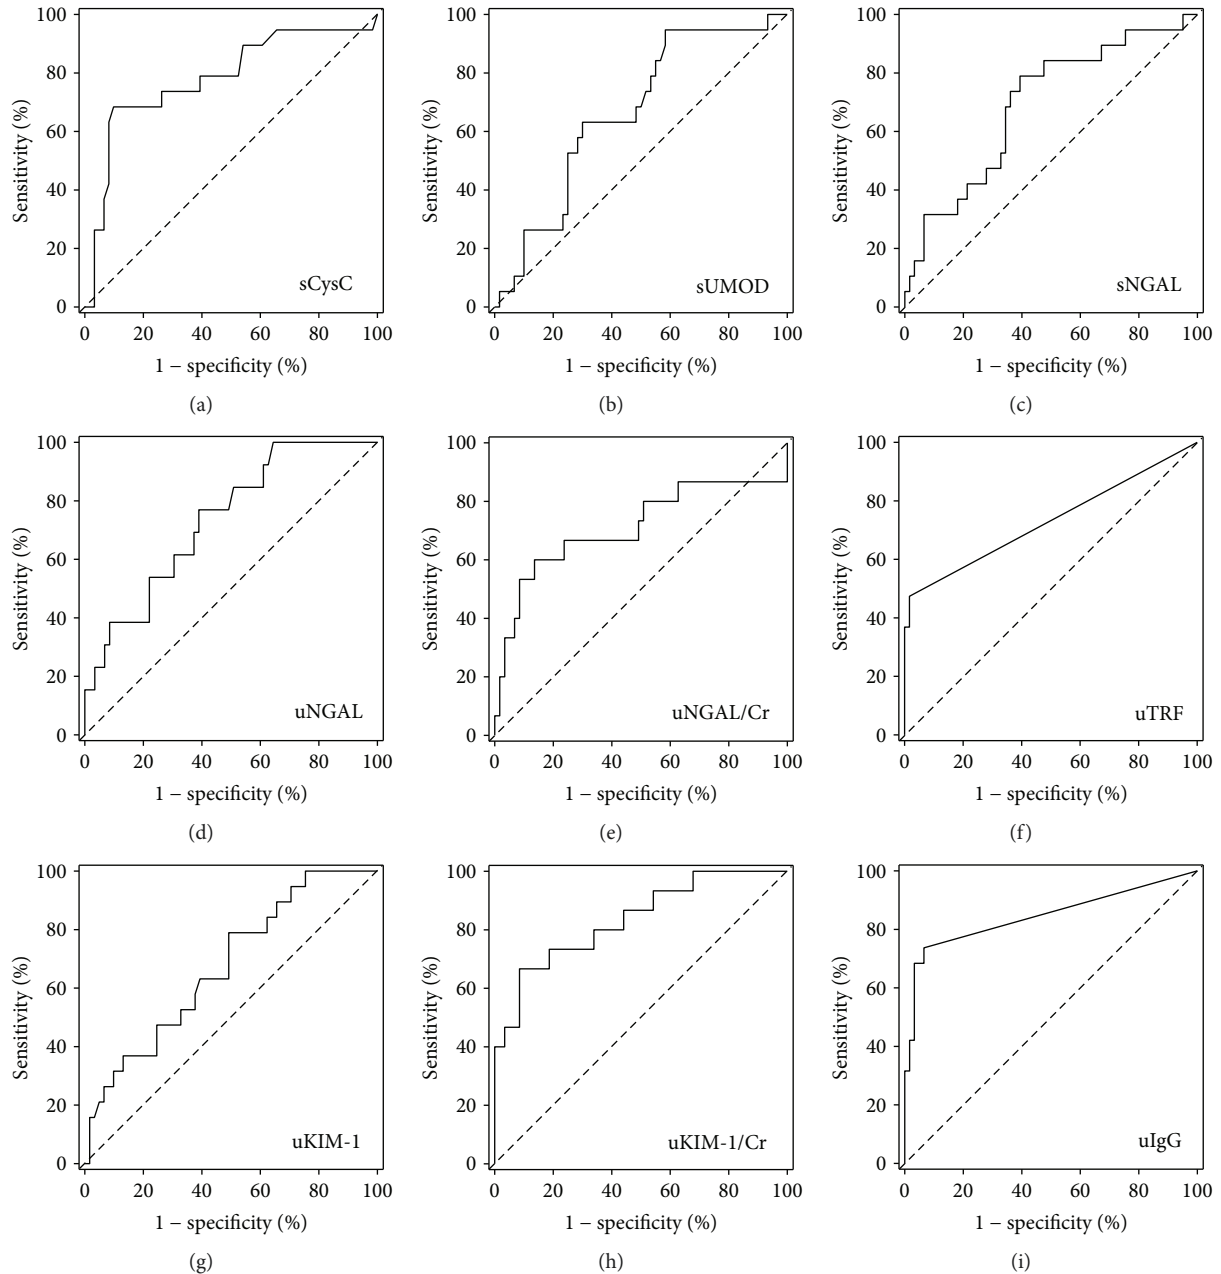 100
80
60
40
20
0
Sensitivity (%)
sCysC
0 20 40 60 80 100
1 − specificity (%)
(a)
100
80
60
40
20
0
Sensitivity (%)
sUMOD
0 20 40 60 80 100
1 − specificity (%)
(b)
100
80
60
40
20
0
Sensitivity (%)
sNGAL
0 20 40 60 80 100
1 − specificity (%)
(c)
100
80
60
40
20
0
Sensitivity (%)
uNGAL
0 20 40 60 80 100
1 − specificity (%)
(d)
100
80
60
40
20
0
Sensitivity (%)
uNGAL/Cr
0 20 40 60 80 100
1 − specificity (%)
(e)
100
80
60
40
20
0
Sensitivity (%)
uTRF
0 20 40 60 80 100
1 − specificity (%)
(f)
100
80
60
40
20
0
Sensitivity (%)
uKIM-1
0 20 40 60 80 100
1 − specificity (%)
(g)
100
80
60
40
20
0
Sensitivity (%)
uKIM-1/Cr
0 20 40 60 80 100
1 − specificity (%)
(h)
100
80
60
40
20
0
Sensitivity (%)
uIgG
0 20 40 60 80 100
1 − specificity (%)
(i)